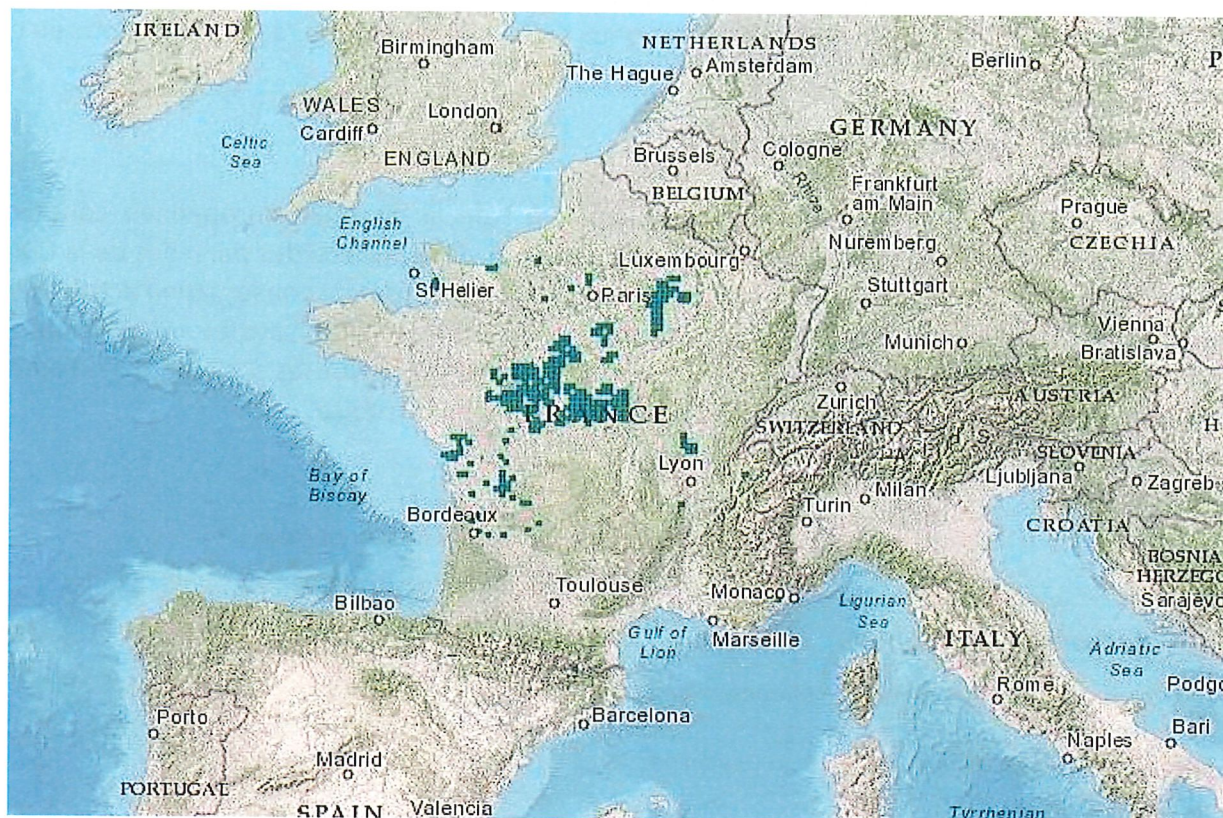 IRELAND
Birmingham
NETHERLANDS
The Hague
Amsterdam
Berlin
WALES
Cardiff
London
Celtic
Sea
ENGLAND
GERMANY
Brussels
BELGIUM
Cologne
Rhine
Frankfurt
am Main
Prague
CZECHIA
English
Channel
Luxembourg
Nuremberg
St Helier
Paris
Stuttgart
Munich
Vienna
Bratislava
FRANCE
Zurich
SWITZERLAND
AUSTRIA
Lyon
SLOVENIA
Ljubljana
Zagreb
Bay of
Biscay
Bordeaux
Turin
Milan
CROATIA
BOSNIA
HERZEGO
Sarajevo
Toulouse
Monaco
Bilbao
Gulf of
Lion
Marseille
Ligurian
Sea
ITALY
Adriatic
Sea
Podgo
Porto
Barcelona
Rome
Bari
Naples
Madrid
PORTUGAL
SPAIN
Valencia
Tyrrhenian